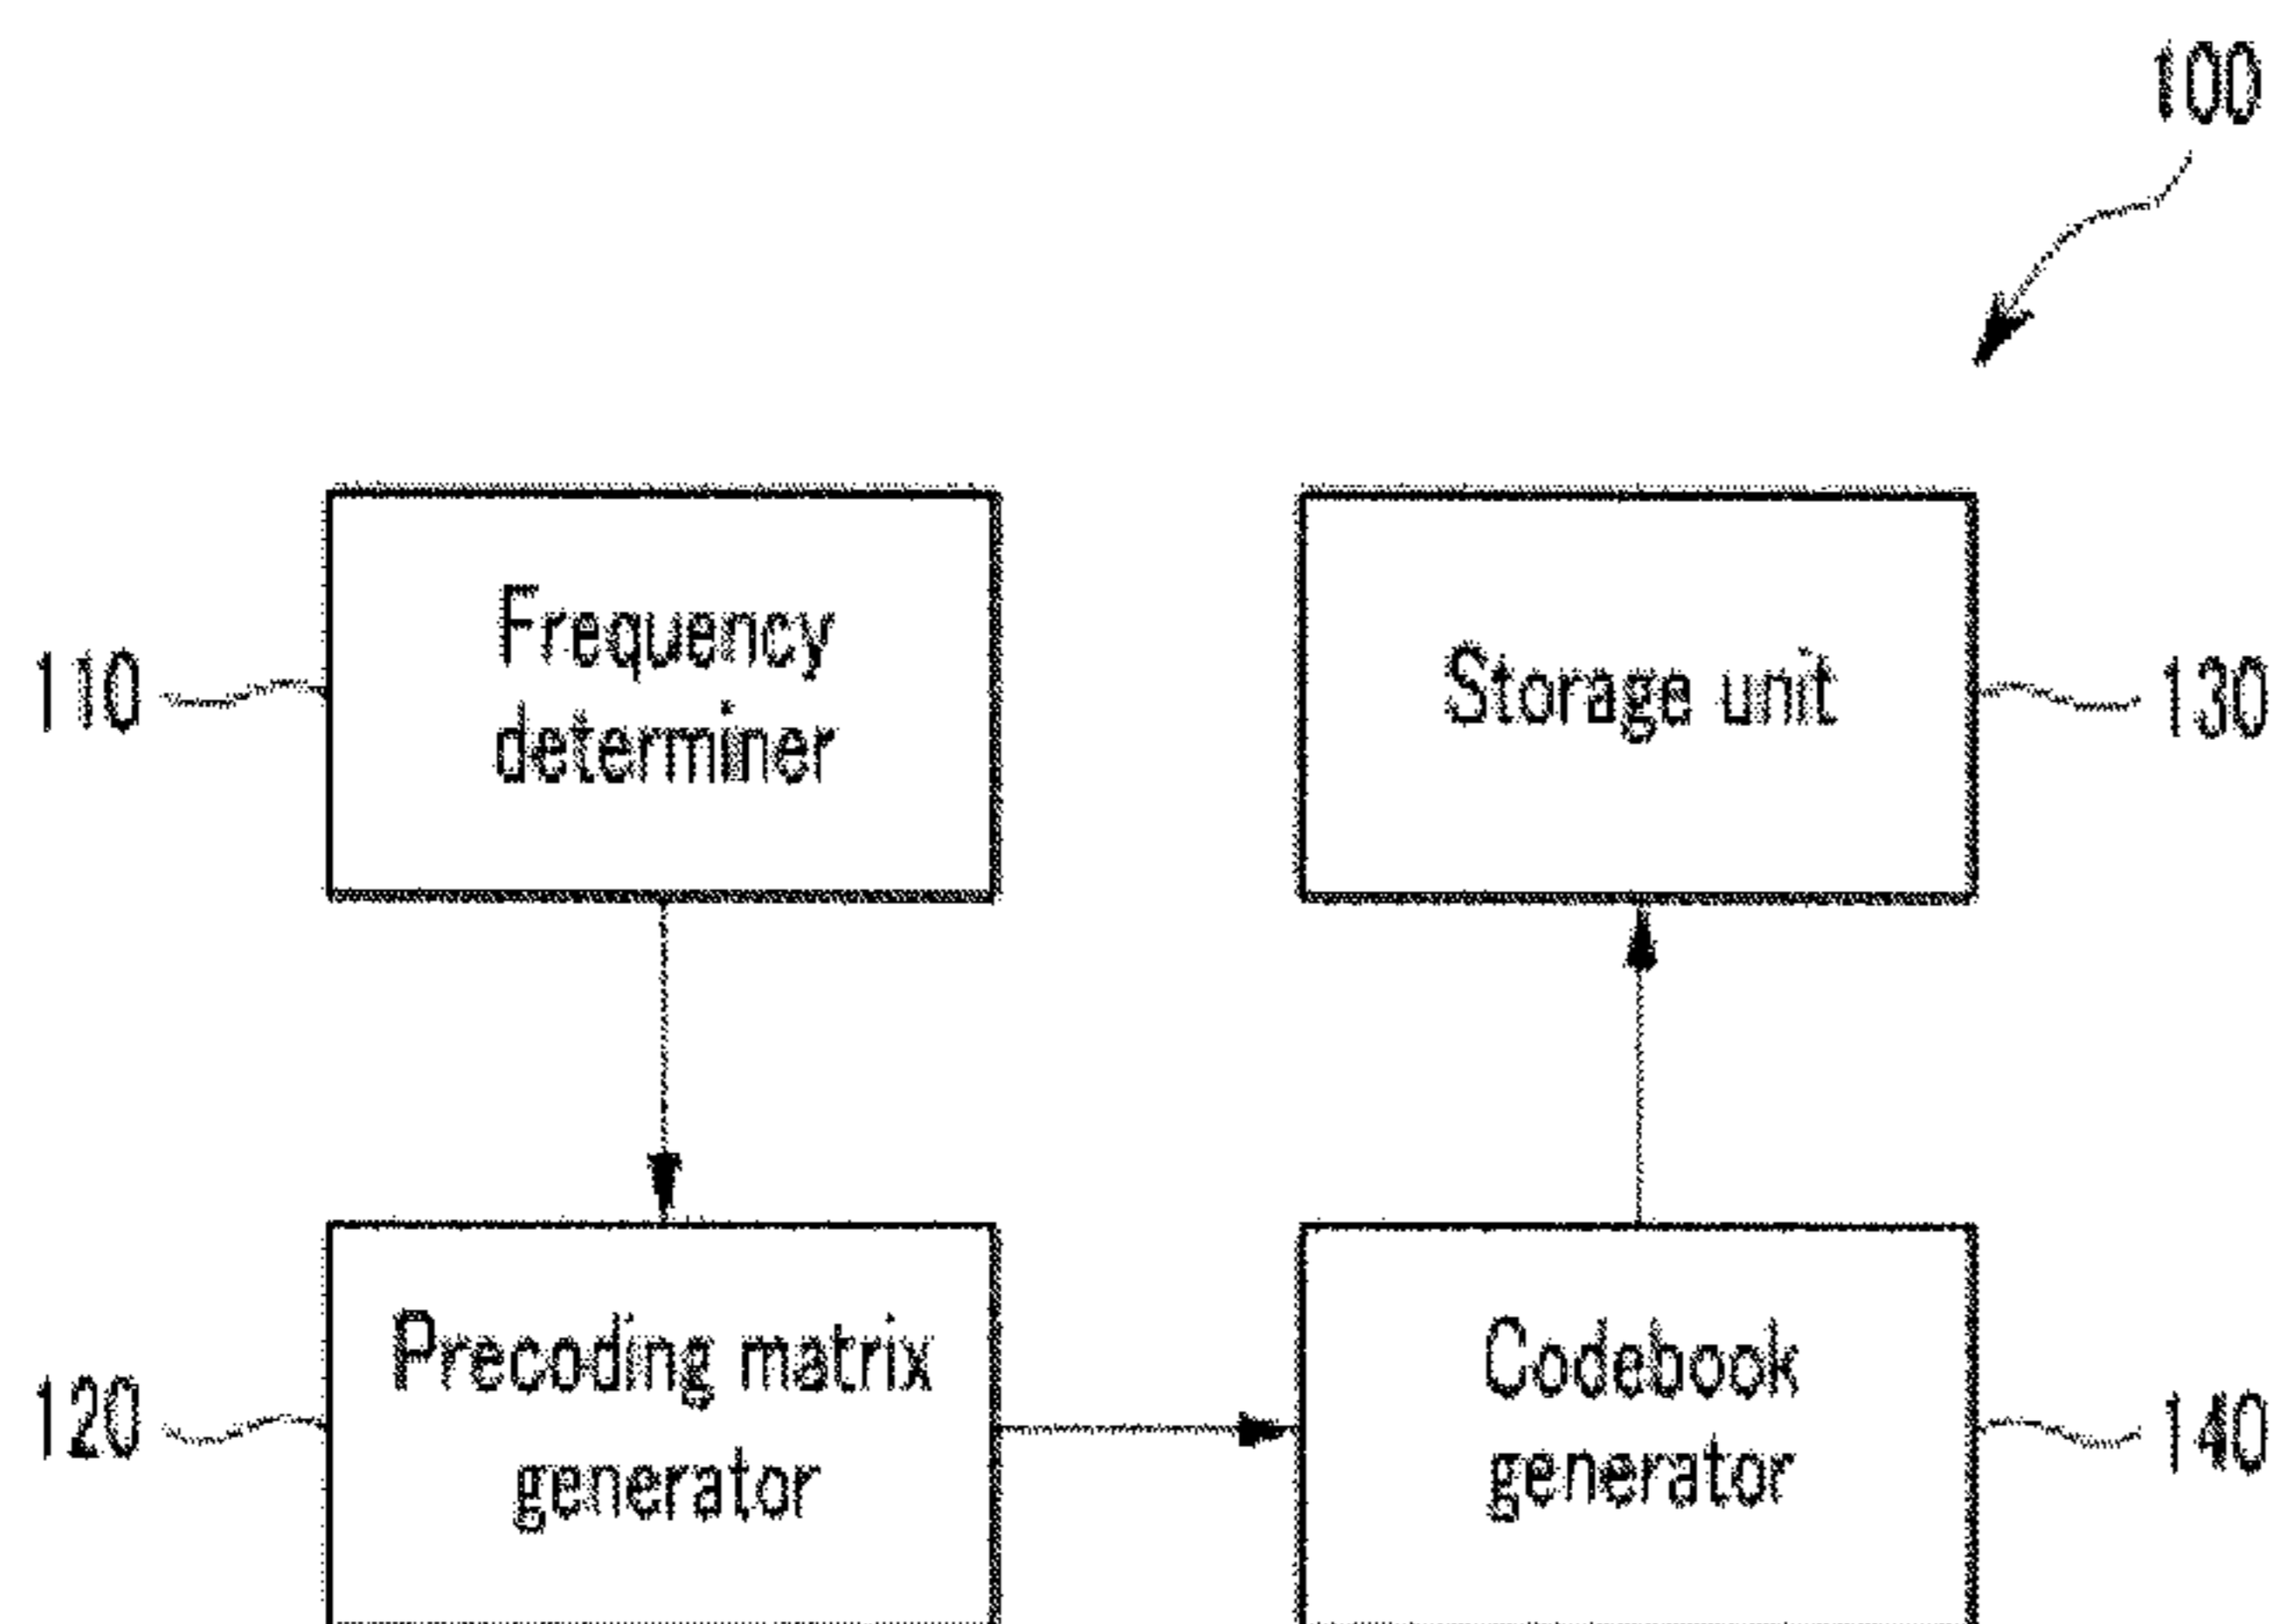 100
110
Frequency
determiner
Storage unit
130
120
Precoding matrix
generator
Codebook
generator
140